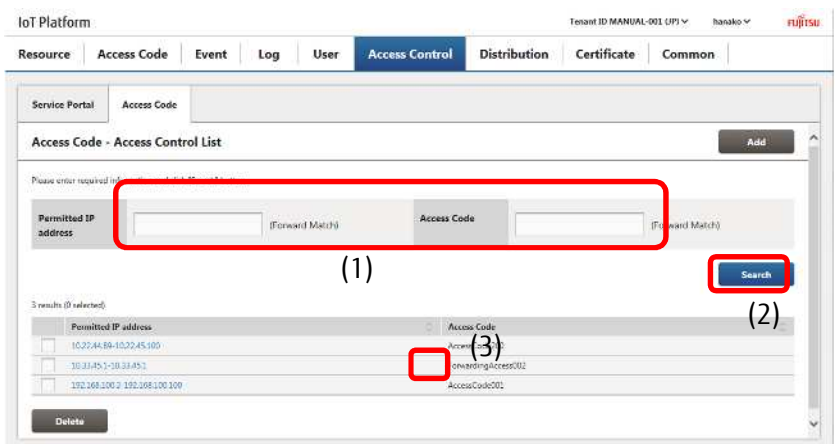 IoT Platform Tenant ID MANUAL-001 (JP) hanako FUJITSU
Resource Access Code Event Log User Access Control Distribution Certificate Common
Service Portal Access Code
Access Code - Access Control List Add
Please enter required
Permitted IP address (Forward Match) Access Code (Forward Match)
(1)
Search
(2)
3 results (0 selected)
Permitted IP address Access Code
10.22.44.89-10.22.45.100
(3)
10.33.45.1-10.33.45.1 ForwardingAccess002
192.168.100.2-192.168.100.100 AccessCode001
Delete